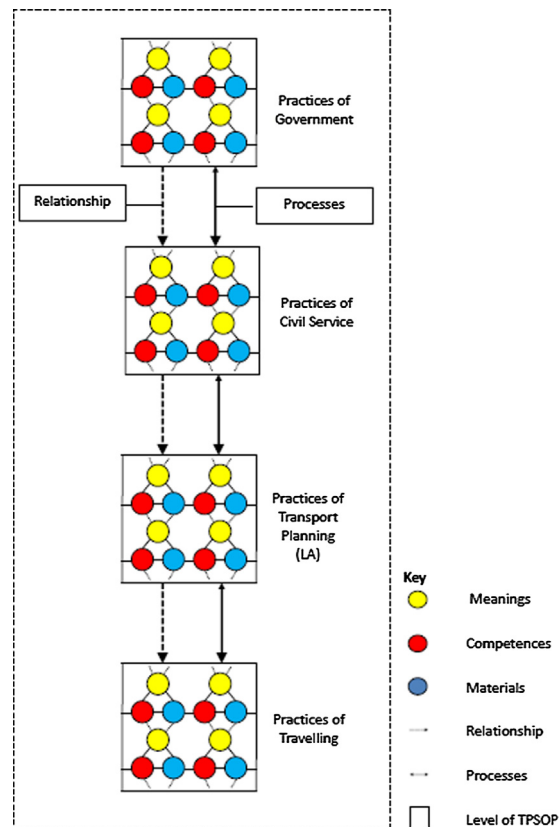 Practices of
Government
Relationship
Processes
Practices of
Civil Service
Practices of
Transport
Planning
(LA)
Practices of
Travelling
Key
Meanings
Competences
Materials
Relationship
Processes
Level of TPSOP